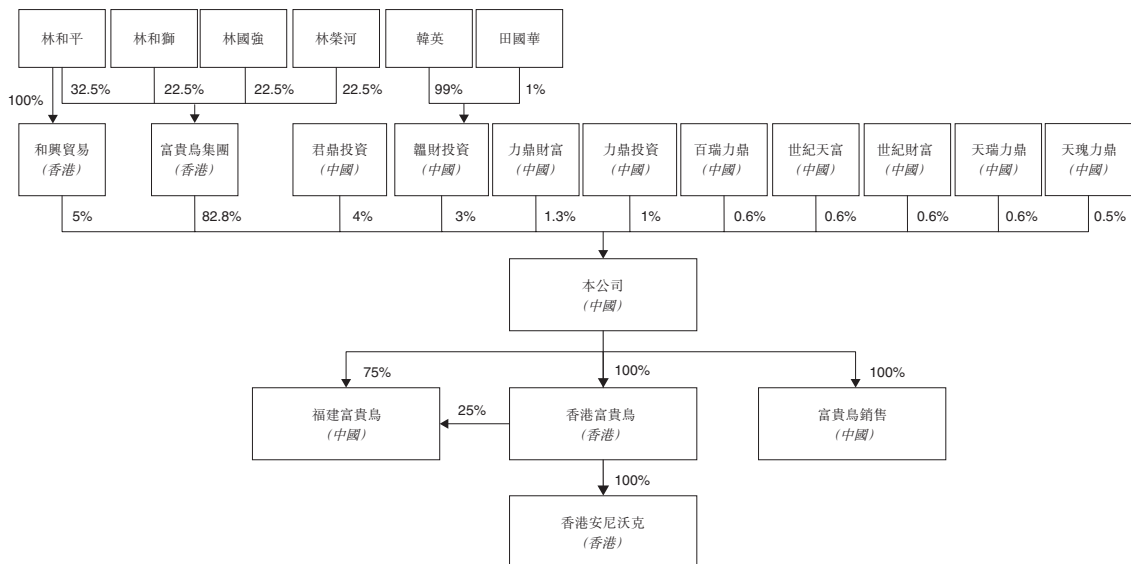 林和平
林和獅
林國強
林榮河
韓英
田國華
100%
32.5%
22.5%
22.5%
22.5%
99%
1%
和興貿易
(香港)
富貴鳥集團
(香港)
君鼎投資
(中國)
韞財投資
(中國)
力鼎財富
(中國)
力鼎投資
(中國)
百瑞力鼎
(中國)
世紀天富
(中國)
世紀財富
(中國)
天瑞力鼎
(中國)
天瑰力鼎
(中國)
5%
82.8%
4%
3%
1.3%
1%
0.6%
0.6%
0.6%
0.6%
0.5%
本公司
(中國)
75%
100%
100%
福建富貴鳥
(中國)
25%
香港富貴鳥
(香港)
富貴鳥銷售
(中國)
100%
香港安尼沃克
(香港)